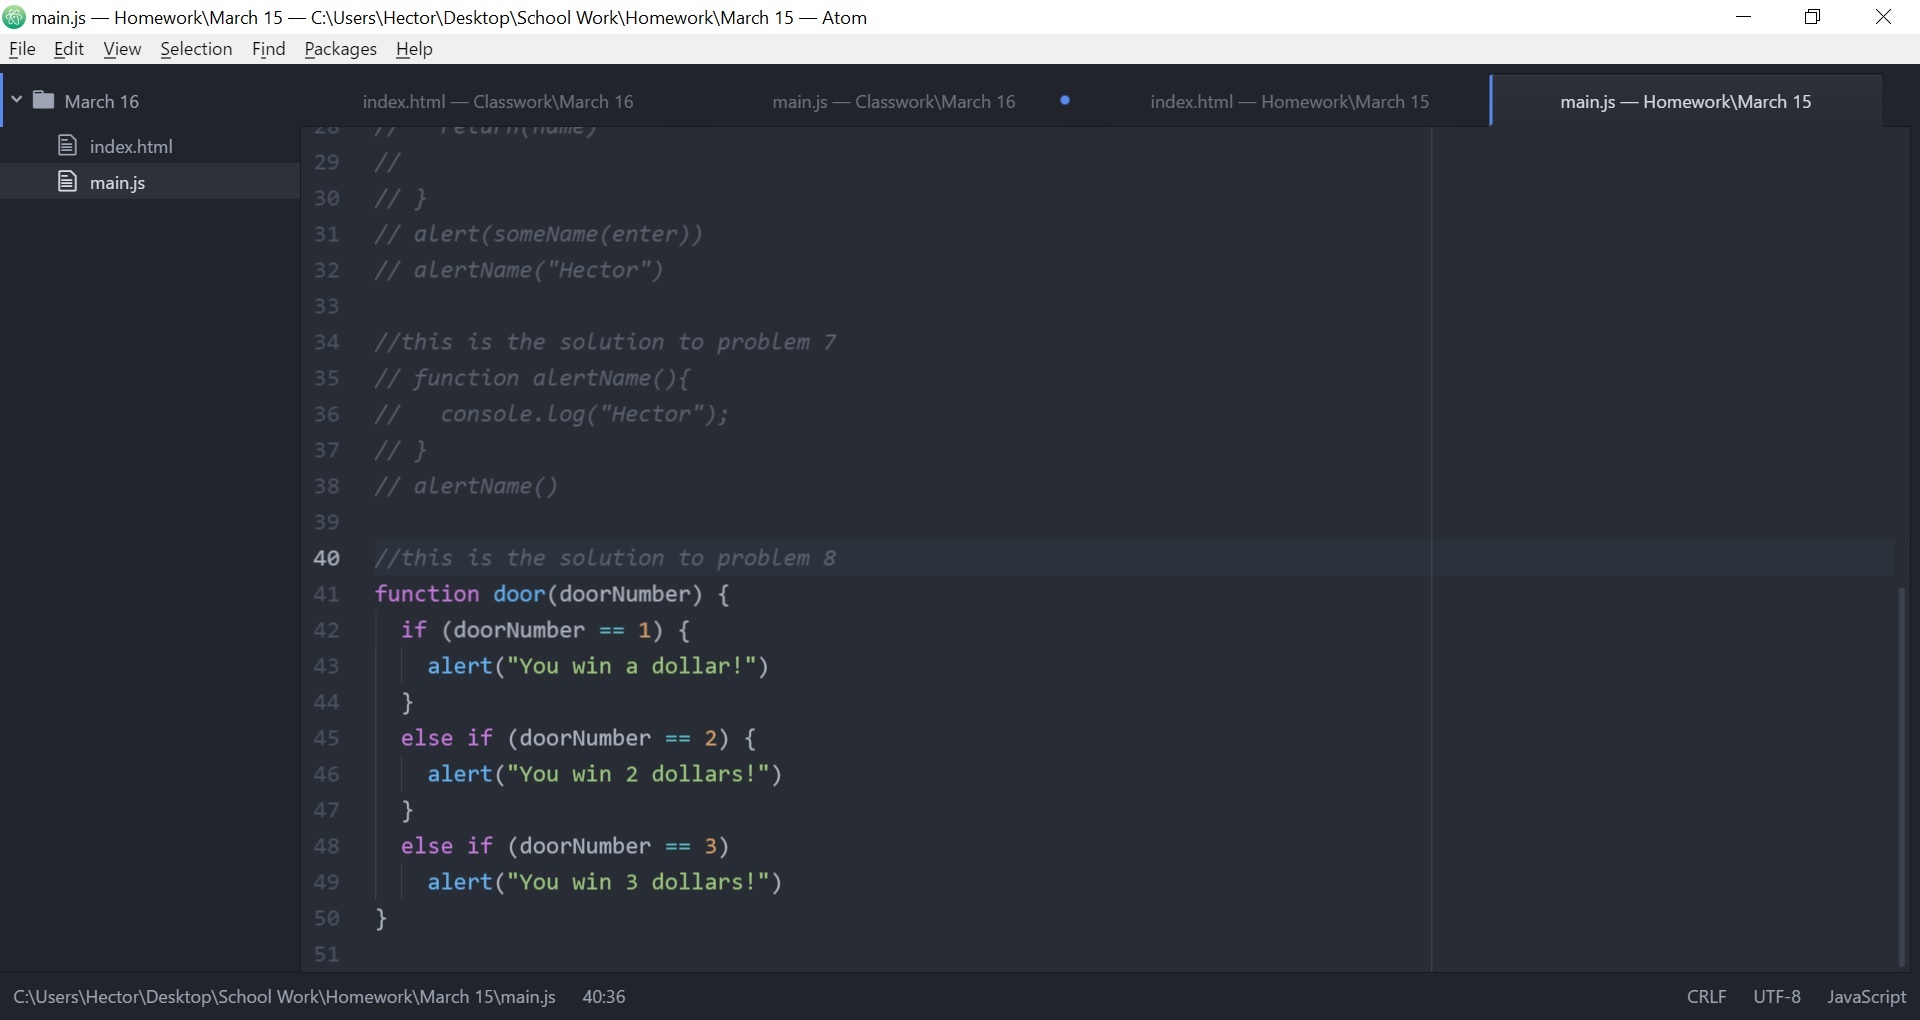 main.js — Homework\March 15 — C:\Users\Hector\Desktop\School Work\Homework\March 15 — Atom
File Edit View Selection Find Packages Help
March 16
index.html
main.js
index.html — Classwork\March 16
main.js — Classwork\March 16
index.html — Homework\March 15
main.js — Homework\March 15
28 //   return(name)
29 //
30 // }
31 // alert(someName(enter))
32 // alertName("Hector")
33
34 //this is the solution to problem 7
35 // function alertName(){
36 //   console.log("Hector");
37 // }
38 // alertName()
39
40 //this is the solution to problem 8
41 function door(doorNumber) {
42   if (doorNumber == 1) {
43     alert("You win a dollar!")
44   }
45   else if (doorNumber == 2) {
46     alert("You win 2 dollars!")
47   }
48   else if (doorNumber == 3)
49     alert("You win 3 dollars!")
50 }
51
C:\Users\Hector\Desktop\School Work\Homework\March 15\main.js 40:36
CRLF UTF-8 JavaScript